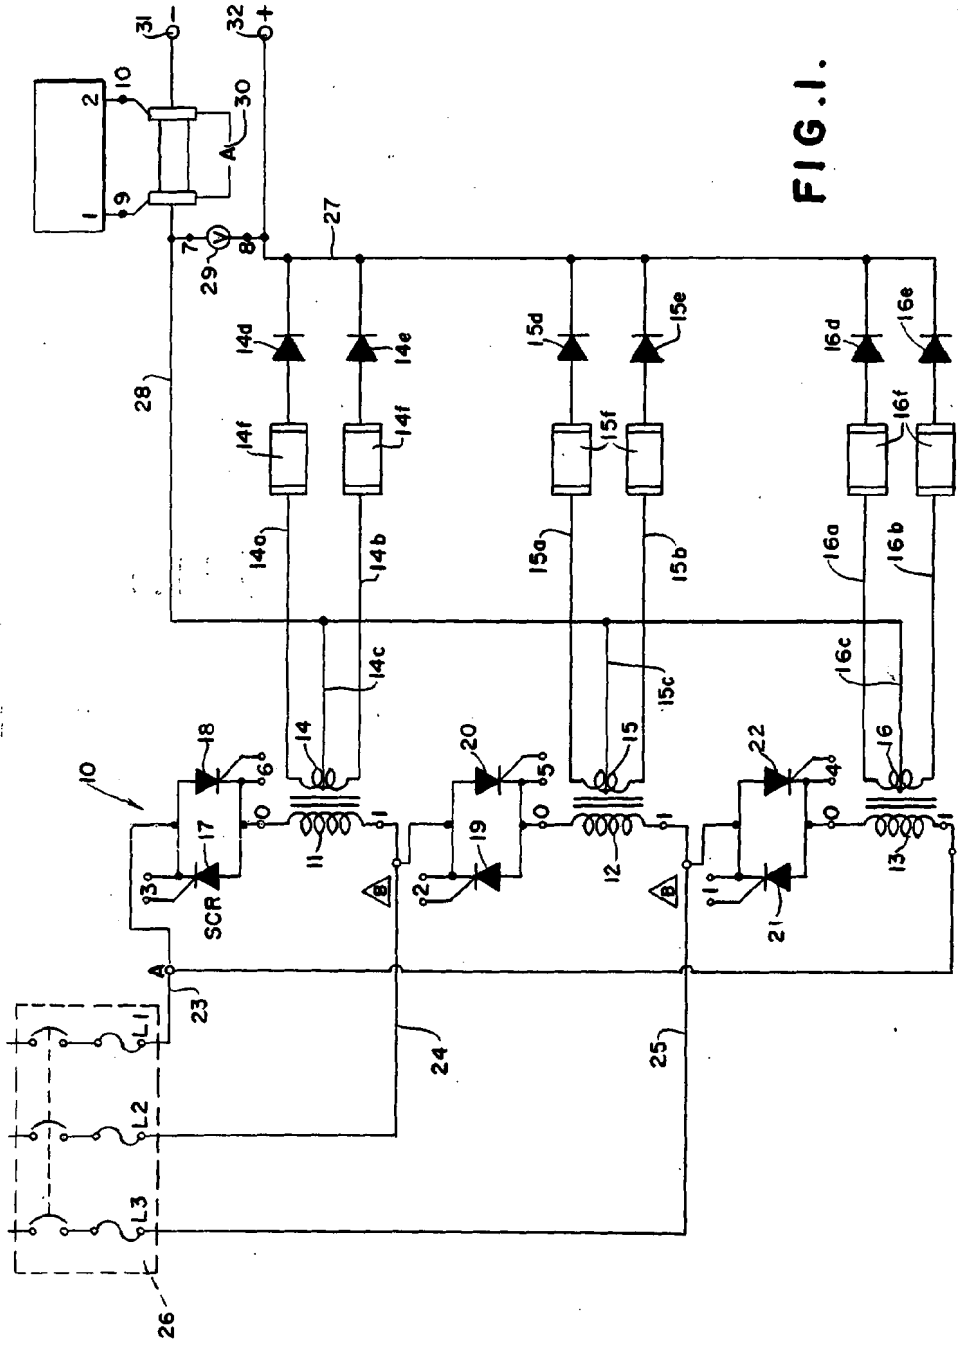 31
−
32
+
2
10
1
9
A
30
7
V
8
29
27
28
FIG.1.
14d
14e
14f
14f
14a
14b
14c
15d
15e
15f
15a
15b
15c
16d
16e
16f
16a
16b
16c
10
18
6
14
17
0
3
SCR
11
1
20
5
15
19
0
2
12
1
B
22
4
16
0
1
21
13
1
B
A
23
24
25
L1
L2
L3
26